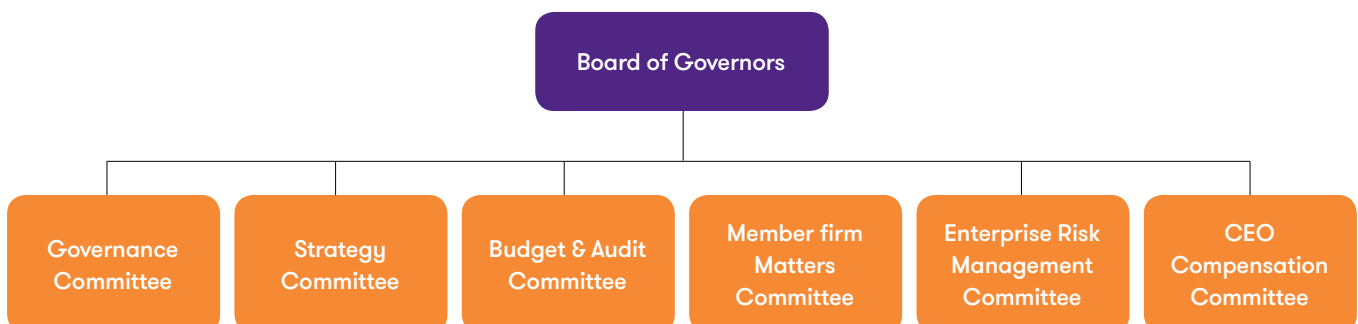 Board of Governors
Governance
Committee
Strategy
Committee
Budget & Audit
Committee
Member firm
Matters
Committee
Enterprise Risk
Management
Committee
CEO
Compensation
Committee